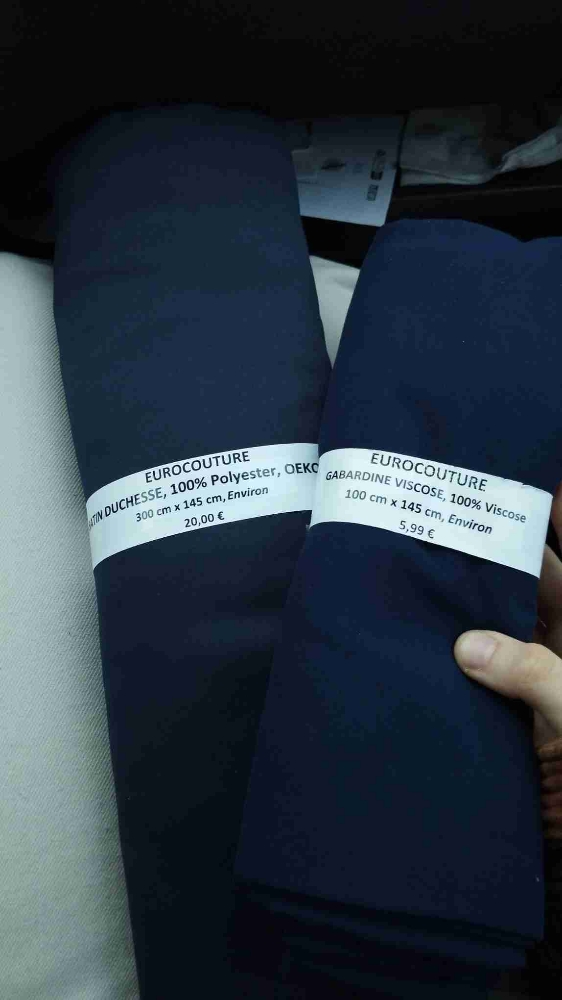 EUROCOUTURE
ATIN DUCHESSE, 100% Polyester, OEKO
300 cm x 145 cm, Environ
20,00 €
EUROCOUTURE
GABARDINE VISCOSE, 100% Viscose
100 cm x 145 cm, Environ
5,99 €